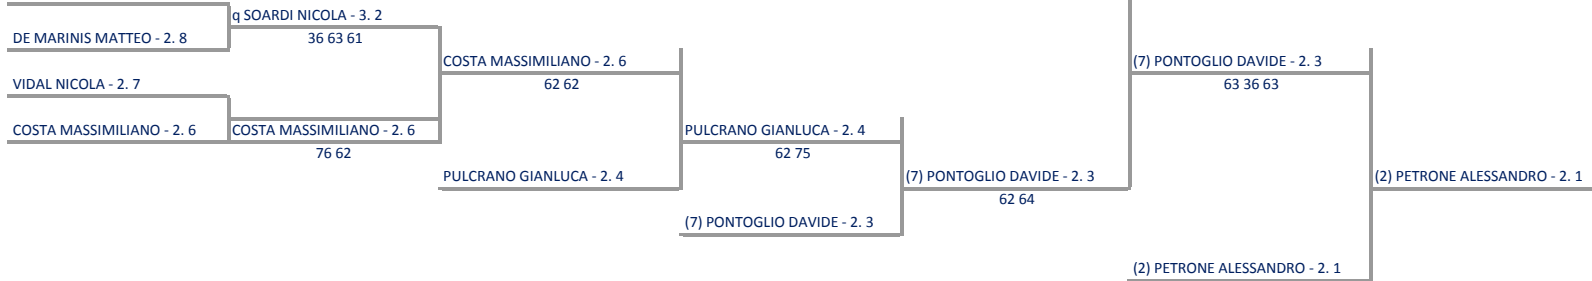 q SOARDI NICOLA - 3. 2
DE MARINIS MATTEO - 2. 8
36 63 61
COSTA MASSIMILIANO - 2. 6
(7) PONTOGLIO DAVIDE - 2. 3
VIDAL NICOLA - 2. 7
62 62
63 36 63
COSTA MASSIMILIANO - 2. 6
COSTA MASSIMILIANO - 2. 6
PULCRANO GIANLUCA - 2. 4
76 62
62 75
PULCRANO GIANLUCA - 2. 4
(7) PONTOGLIO DAVIDE - 2. 3
(2) PETRONE ALESSANDRO - 2. 1
62 64
(7) PONTOGLIO DAVIDE - 2. 3
(2) PETRONE ALESSANDRO - 2. 1